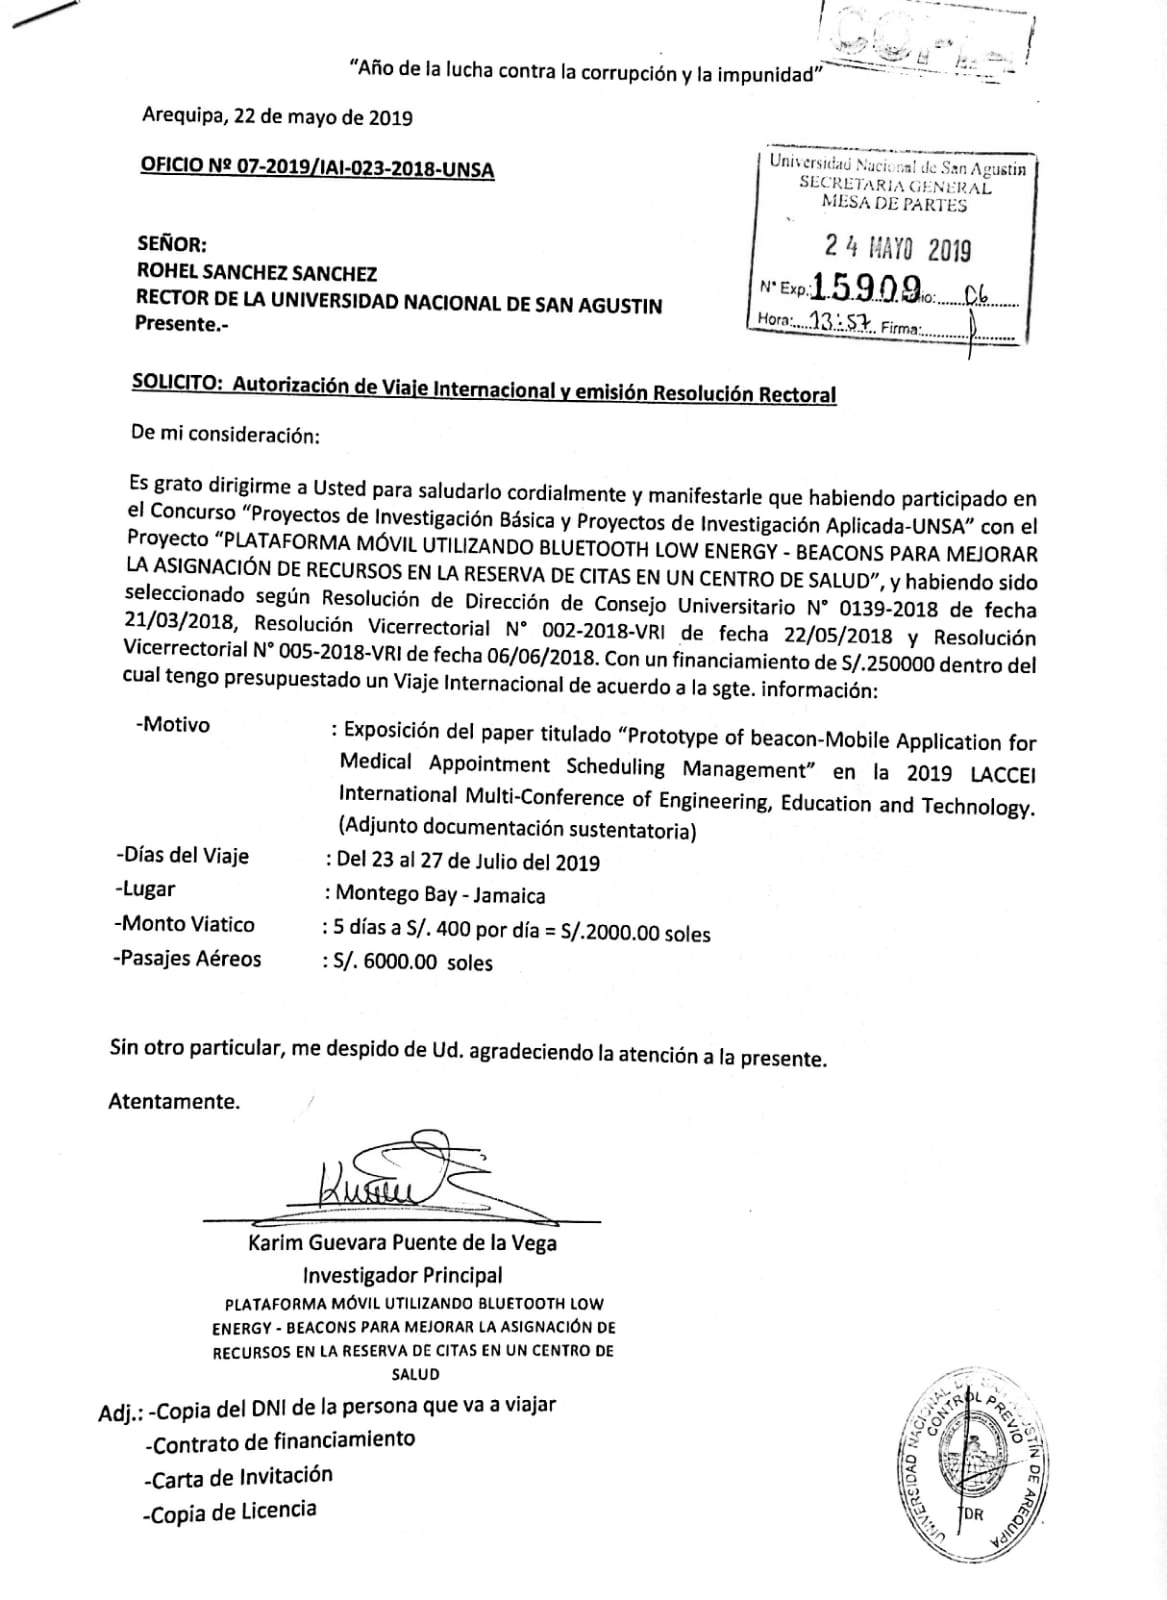 COPIA
“Año de la lucha contra la corrupción y la impunidad”
Arequipa, 22 de mayo de 2019
OFICIO Nº 07-2019/IAI-023-2018-UNSA
Universidad Nacional de San Agustin
SECRETARIA GENERAL
MESA DE PARTES
24 MAYO 2019
N° Exp.: 15909 io: 06
Hora: 13:57 Firma:
SEÑOR:
ROHEL SANCHEZ SANCHEZ
RECTOR DE LA UNIVERSIDAD NACIONAL DE SAN AGUSTIN
Presente.-
SOLICITO: Autorización de Viaje Internacional y emisión Resolución Rectoral
De mi consideración:
Es grato dirigirme a Usted para saludarlo cordialmente y manifestarle que habiendo participado en
el Concurso “Proyectos de Investigación Básica y Proyectos de Investigación Aplicada-UNSA” con el
Proyecto “PLATAFORMA MÓVIL UTILIZANDO BLUETOOTH LOW ENERGY - BEACONS PARA MEJORAR
LA ASIGNACIÓN DE RECURSOS EN LA RESERVA DE CITAS EN UN CENTRO DE SALUD”, y habiendo sido
seleccionado según Resolución de Dirección de Consejo Universitario N° 0139-2018 de fecha
21/03/2018, Resolución Vicerrectorial N° 002-2018-VRI de fecha 22/05/2018 y Resolución
Vicerrectorial N° 005-2018-VRI de fecha 06/06/2018. Con un financiamiento de S/.250000 dentro del
cual tengo presupuestado un Viaje Internacional de acuerdo a la sgte. información:
-Motivo : Exposición del paper titulado “Prototype of beacon-Mobile Application for
Medical Appointment Scheduling Management” en la 2019 LACCEI
International Multi-Conference of Engineering, Education and Technology.
(Adjunto documentación sustentatoria)
-Días del Viaje : Del 23 al 27 de Julio del 2019
-Lugar : Montego Bay - Jamaica
-Monto Viatico : 5 días a S/. 400 por día = S/.2000.00 soles
-Pasajes Aéreos : S/. 6000.00 soles
Sin otro particular, me despido de Ud. agradeciendo la atención a la presente.
Atentamente.
Karim Guevara Puente de la Vega
Investigador Principal
PLATAFORMA MÓVIL UTILIZANDO BLUETOOTH LOW
ENERGY - BEACONS PARA MEJORAR LA ASIGNACIÓN DE
RECURSOS EN LA RESERVA DE CITAS EN UN CENTRO DE
SALUD
Adj.: -Copia del DNI de la persona que va a viajar
-Contrato de financiamiento
-Carta de Invitación
-Copia de Licencia
UNIVERSIDAD NACIONAL DE SAN AGUSTÍN DE AREQUIPA
CONTROL PREVIO
DR